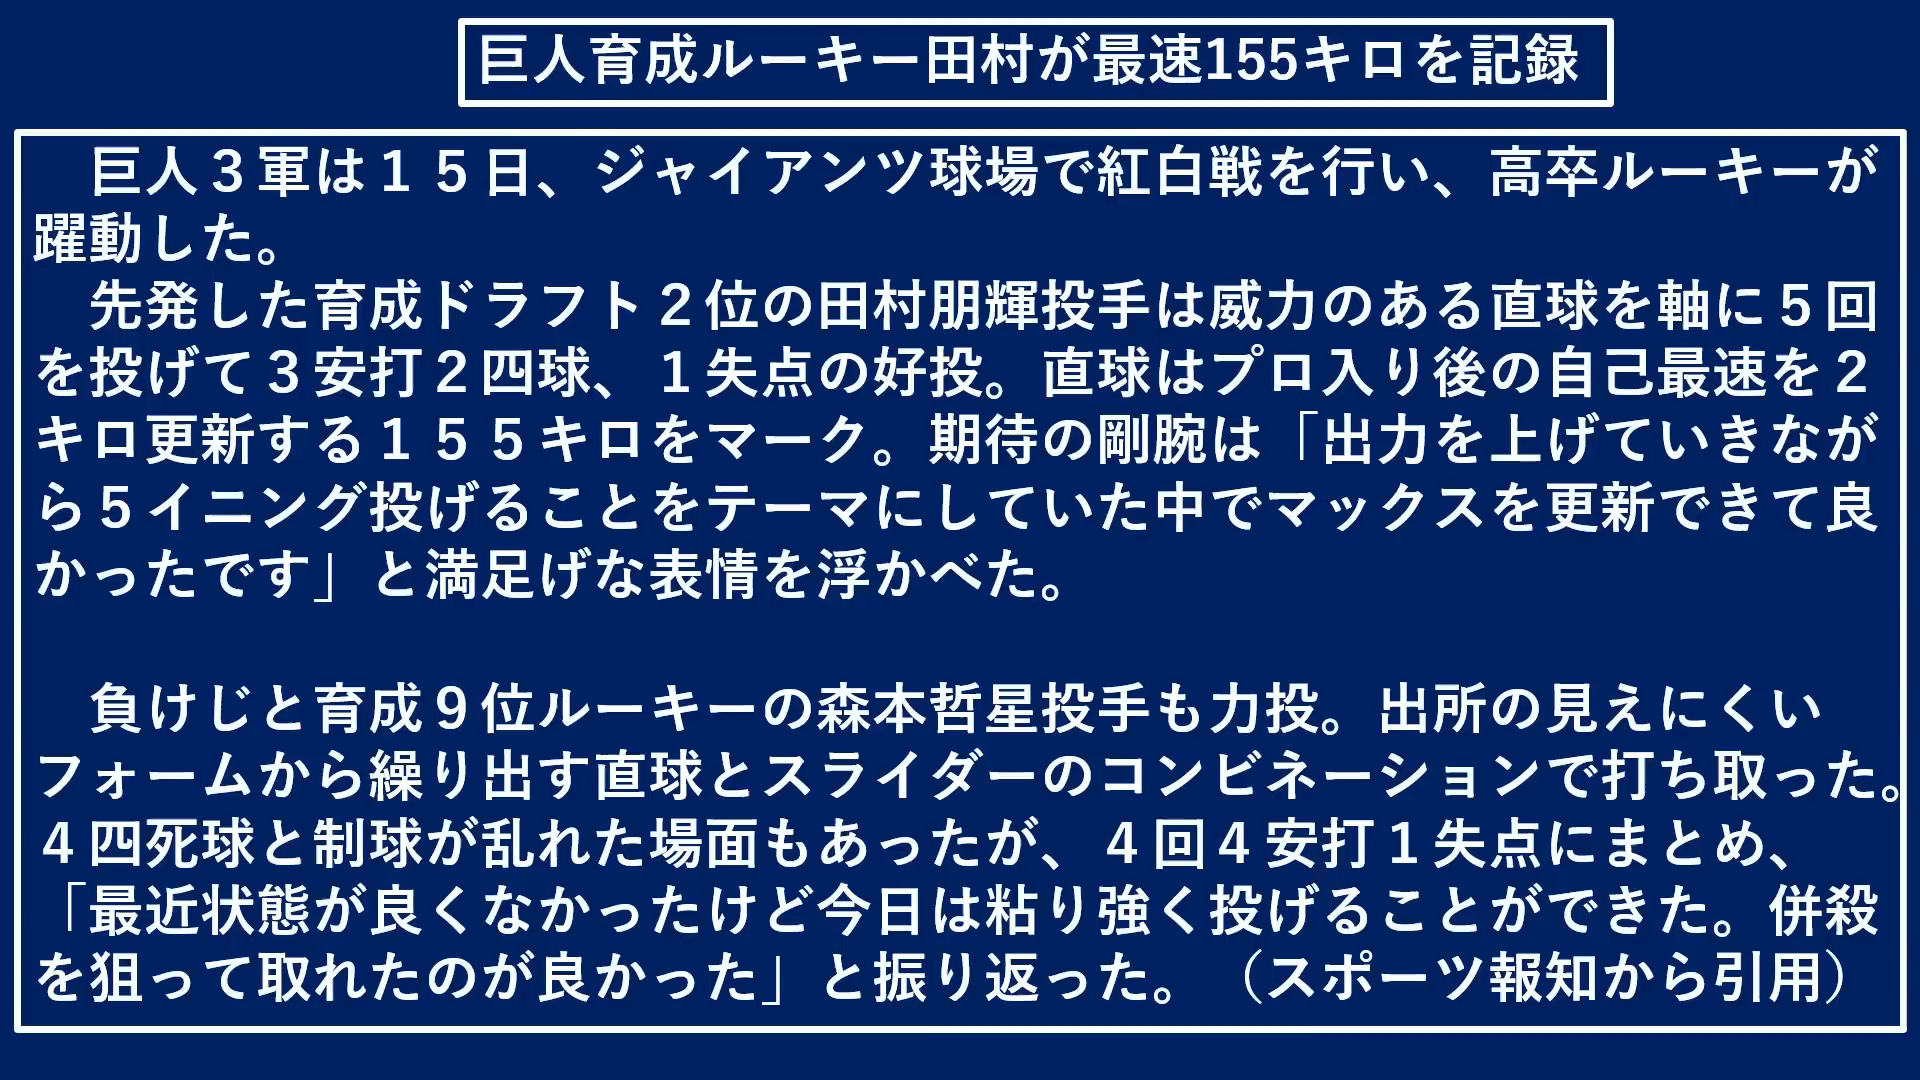 巨人育成ルーキー田村が最速155キロを記録
　巨人３軍は１５日、ジャイアンツ球場で紅白戦を行い、高卒ルーキーが
躍動した。
　先発した育成ドラフト２位の田村朋輝投手は威力のある直球を軸に５回
を投げて３安打２四球、１失点の好投。直球はプロ入り後の自己最速を２
キロ更新する１５５キロをマーク。期待の剛腕は「出力を上げていきなが
ら５イニング投げることをテーマにしていた中でマックスを更新できて良
かったです」と満足げな表情を浮かべた。
　負けじと育成９位ルーキーの森本哲星投手も力投。出所の見えにくい
フォームから繰り出す直球とスライダーのコンビネーションで打ち取った。
４四死球と制球が乱れた場面もあったが、４回４安打１失点にまとめ、
「最近状態が良くなかったけど今日は粘り強く投げることができた。併殺
を狙って取れたのが良かった」と振り返った。（スポーツ報知から引用）